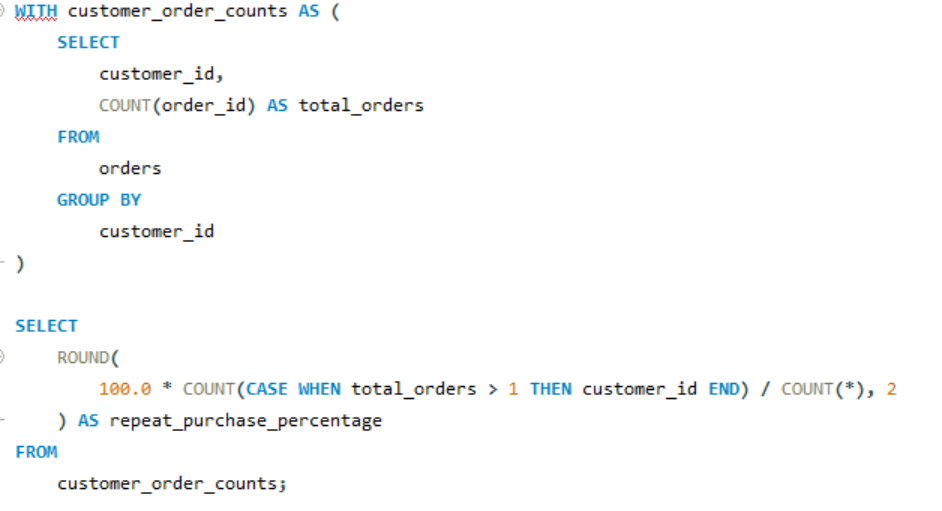 WITH customer_order_counts AS (
    SELECT
        customer_id,
        COUNT(order_id) AS total_orders
    FROM
        orders
    GROUP BY
        customer_id
)

SELECT
    ROUND(
        100.0 * COUNT(CASE WHEN total_orders > 1 THEN customer_id END) / COUNT(*), 2
    ) AS repeat_purchase_percentage
FROM
    customer_order_counts;